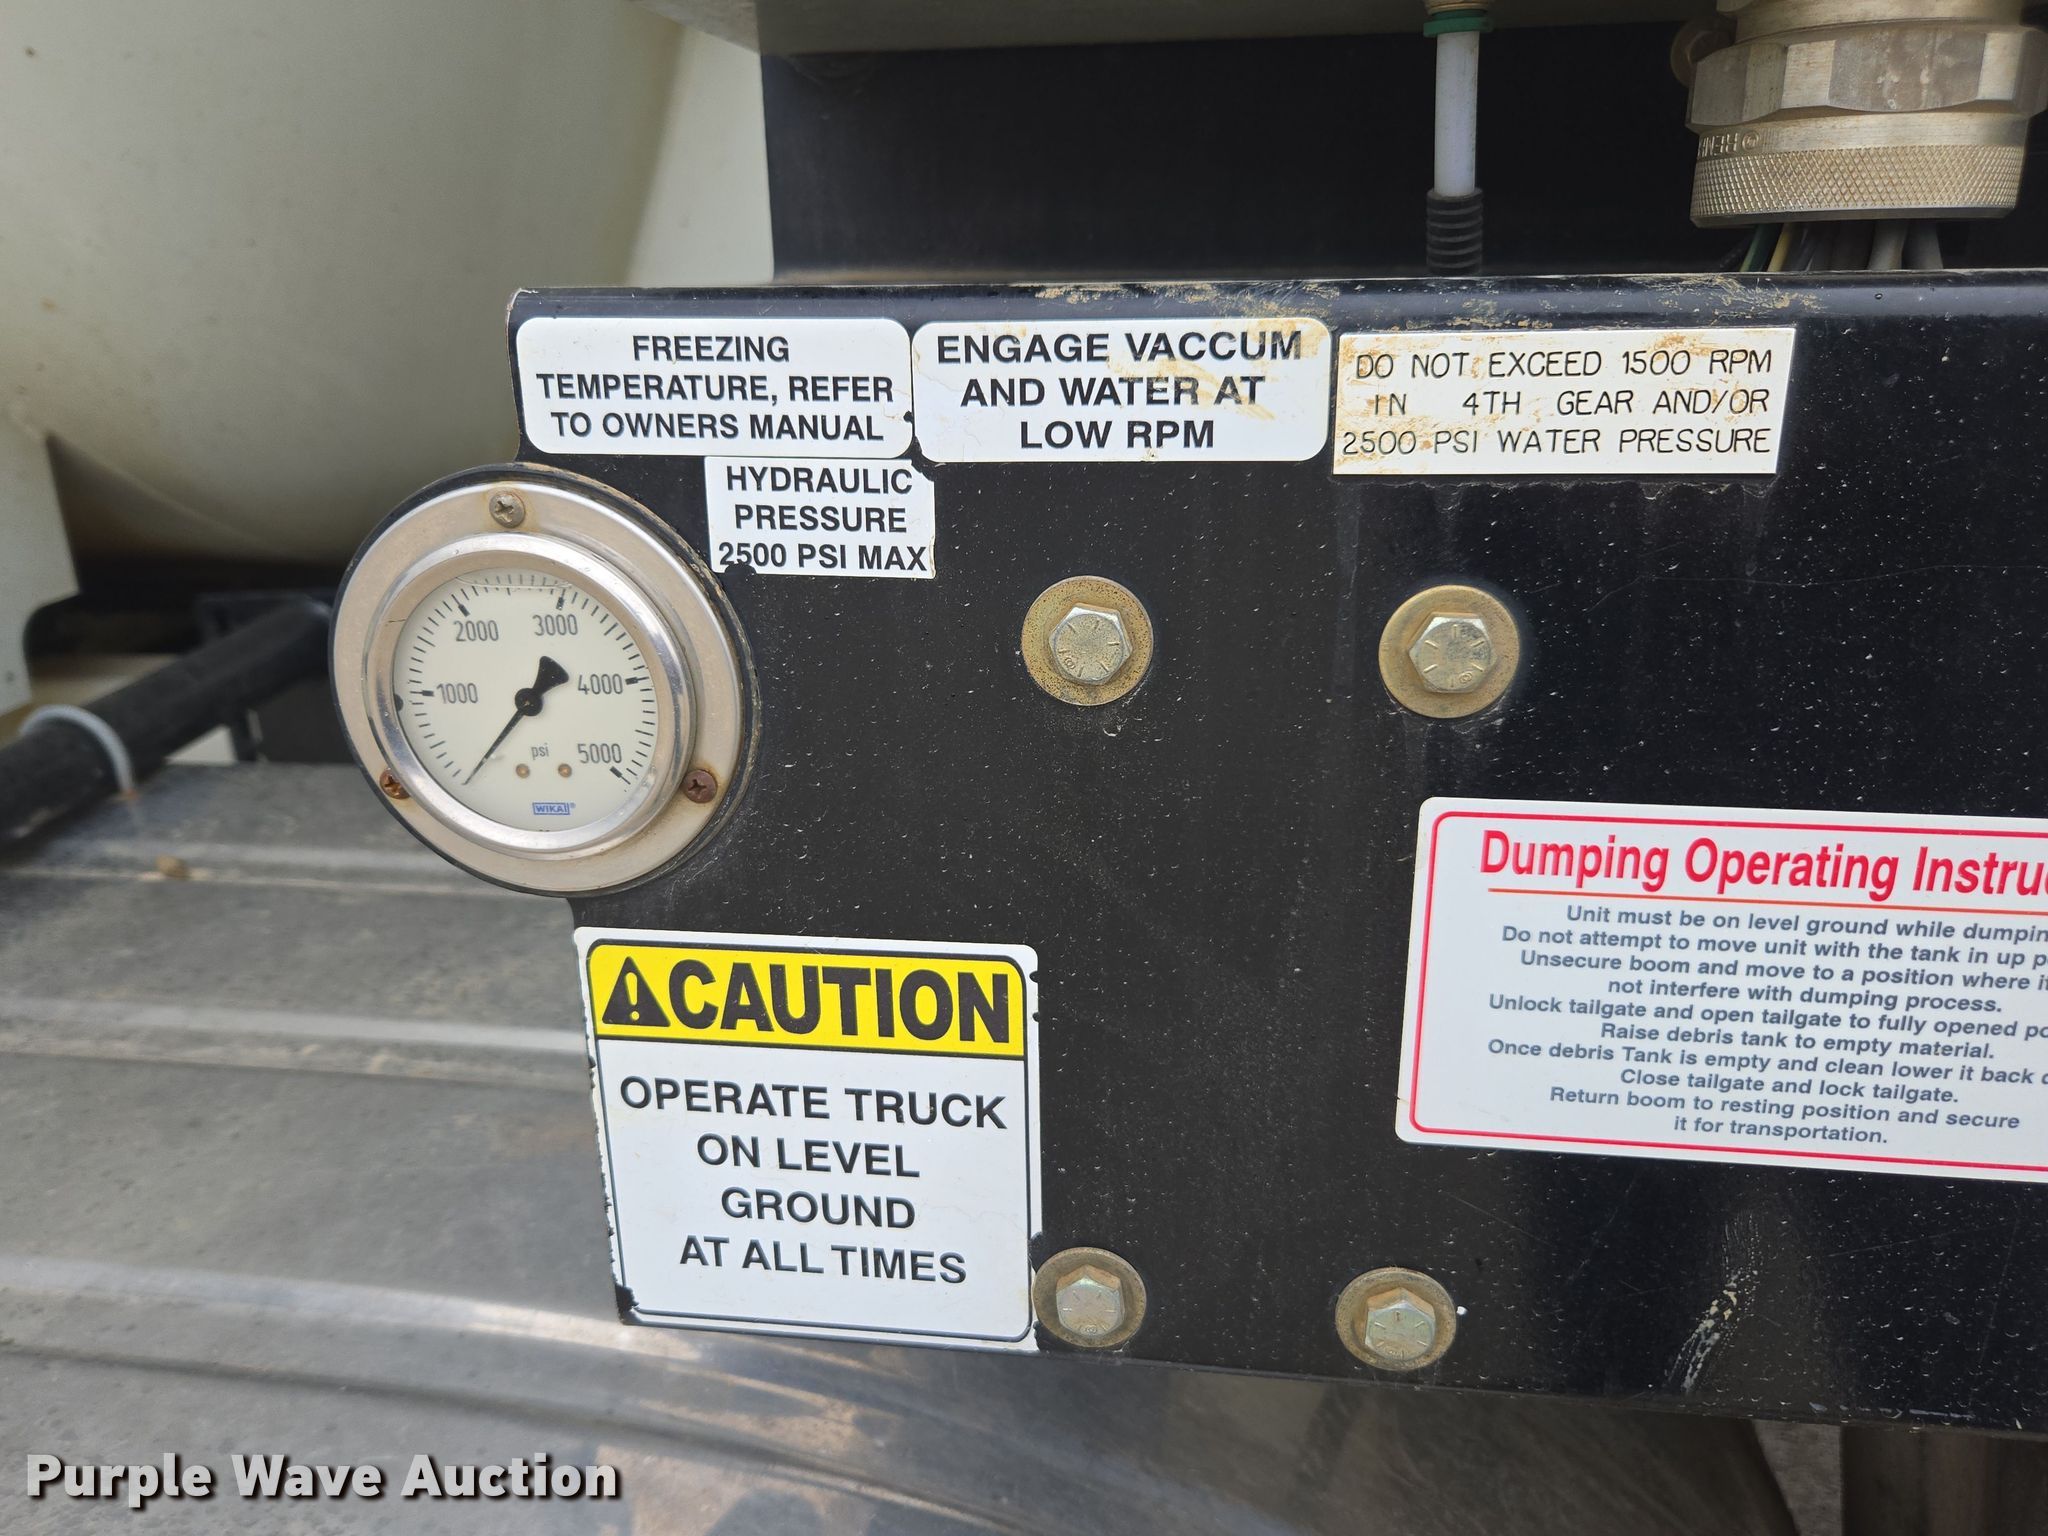 FREEZING
TEMPERATURE, REFER
TO OWNERS MANUAL
ENGAGE VACCUM
AND WATER AT
LOW RPM
DO NOT EXCEED 1500 RPM
IN 4TH GEAR AND/OR
2500 PSI WATER PRESSURE
HYDRAULIC
PRESSURE
2500 PSI MAX
1000
2000
3000
4000
5000
psi
WIKAI®
CAUTION
OPERATE TRUCK
ON LEVEL
GROUND
AT ALL TIMES
Dumping Operating
Unit must be on level ground while
Do not attempt to move unit with the tank in up
Unsecure boom and move to a position where
not interfere with dumping process.
Unlock tailgate and open tailgate to fully opened
Raise debris tank to empty material.
Once debris Tank is empty and clean lower it back
Close tailgate and lock tailgate.
Return boom to resting position and secure
it for transportation.
Purple Wave Auction